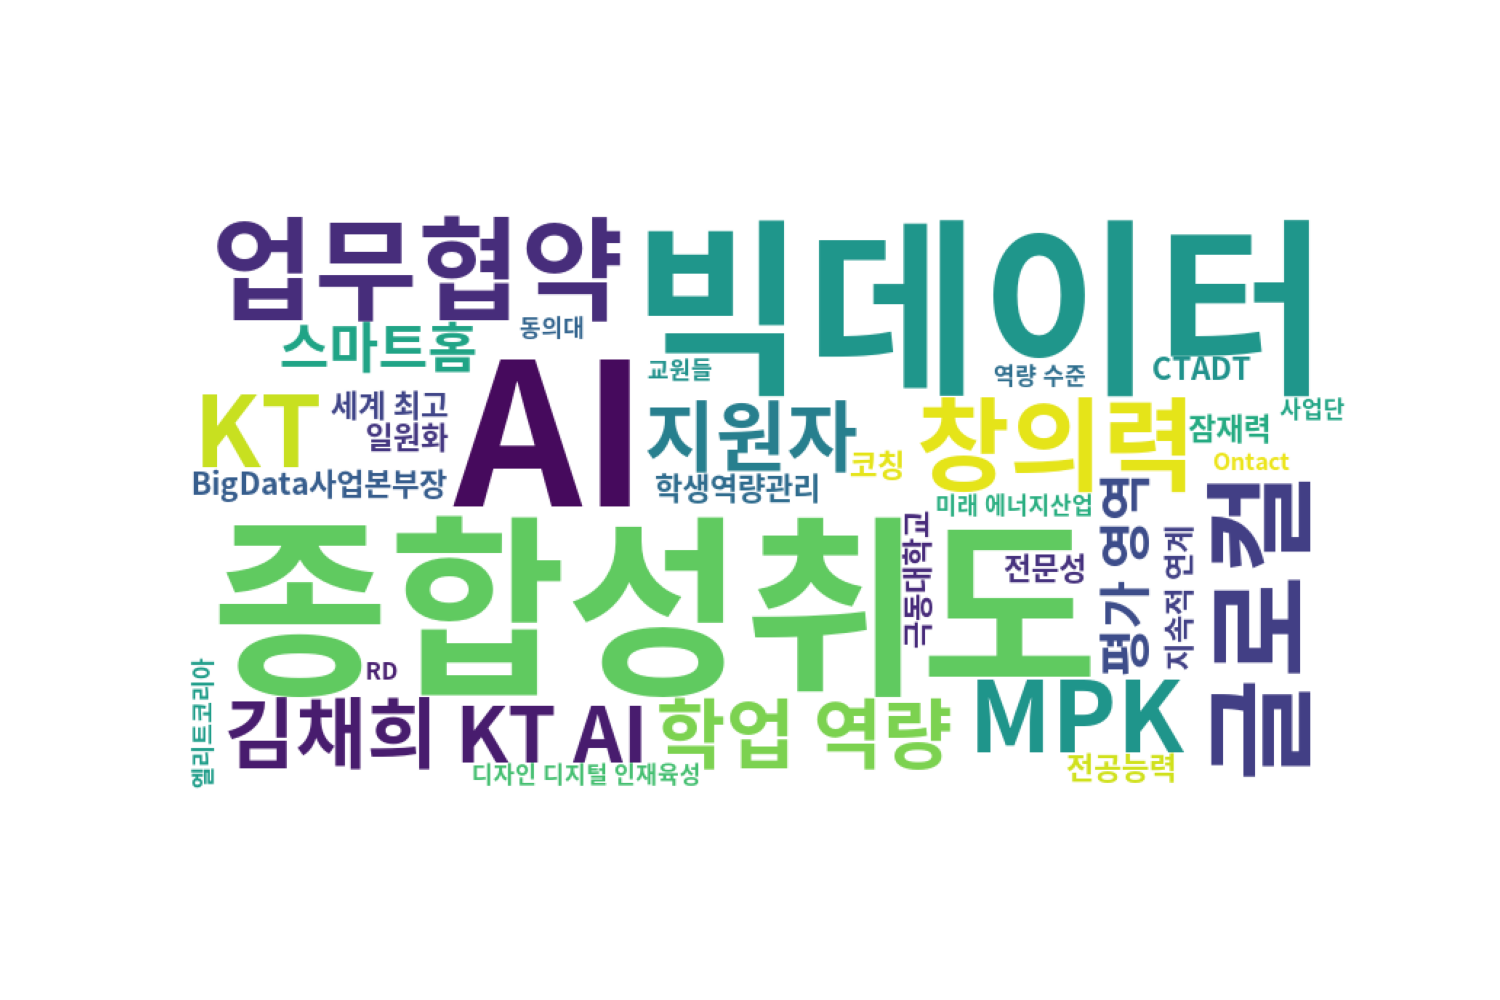 업무협약
빅데이터
스마트홈
동의대
교원들
역량 수준
CTADT
KT
세계 최고
일원화
AI
지원자
창의력
잠재력
사업단
코칭
Ontact
BigData사업본부장
학생역량관리
미래 에너지산업
종합성취도
극동대학교
전문성
평가 영역
지속적 연계
글로컬
RD
엘리트코리아
김채희 KT AI
학업 역량
MPK
디자인 디지털 인재육성
전공능력